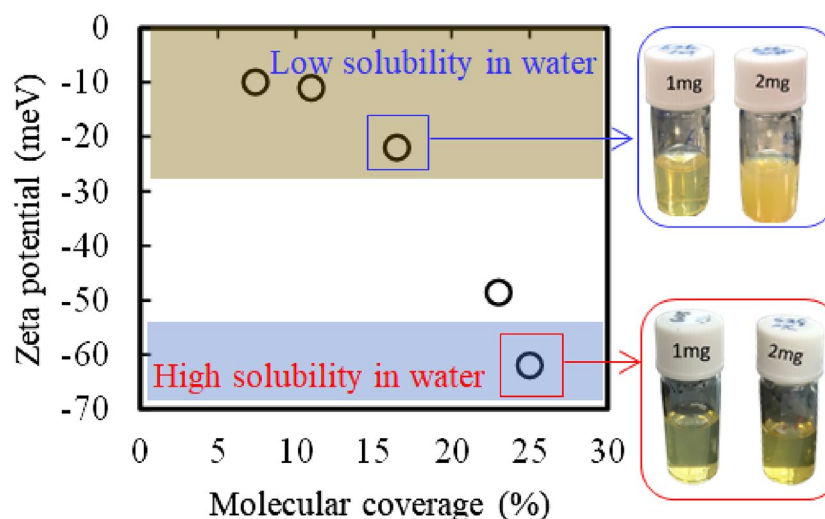 0
-10
-20
-30
-40
-50
-60
-70
Zeta potential (meV)
Low solubility in water
High solubility in water
0 5 10 15 20 25 30
Molecular coverage (%)
1mg 2mg
1mg 2mg